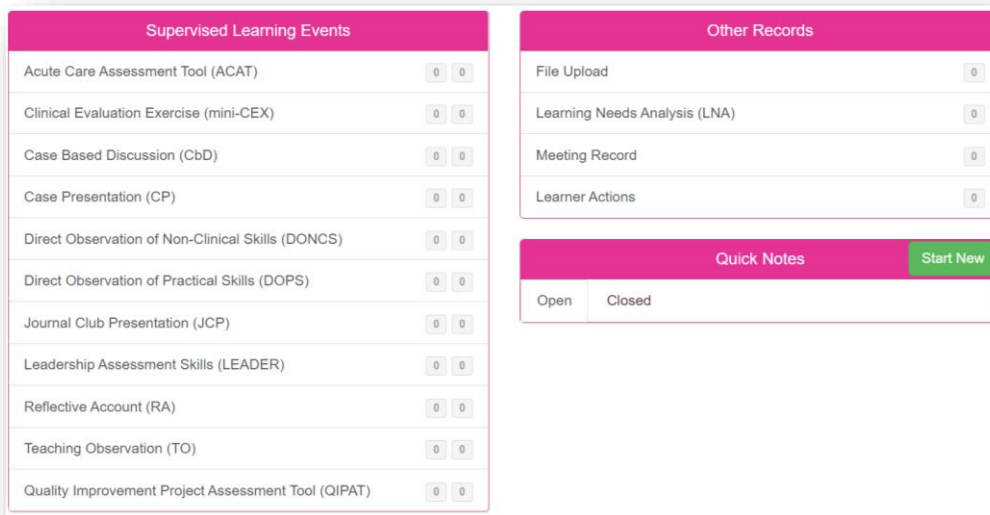 Supervised Learning Events
Acute Care Assessment Tool (ACAT) 0 0
Clinical Evaluation Exercise (mini-CEX) 0 0
Case Based Discussion (CbD) 0 0
Case Presentation (CP) 0 0
Direct Observation of Non-Clinical Skills (DONCS) 0 0
Direct Observation of Practical Skills (DOPS) 0 0
Journal Club Presentation (JCP) 0 0
Leadership Assessment Skills (LEADER) 0 0
Reflective Account (RA) 0 0
Teaching Observation (TO) 0 0
Quality Improvement Project Assessment Tool (QIPAT) 0 0
Other Records
File Upload 0
Learning Needs Analysis (LNA) 0
Meeting Record 0
Learner Actions 0
Quick Notes Start New
Open Closed